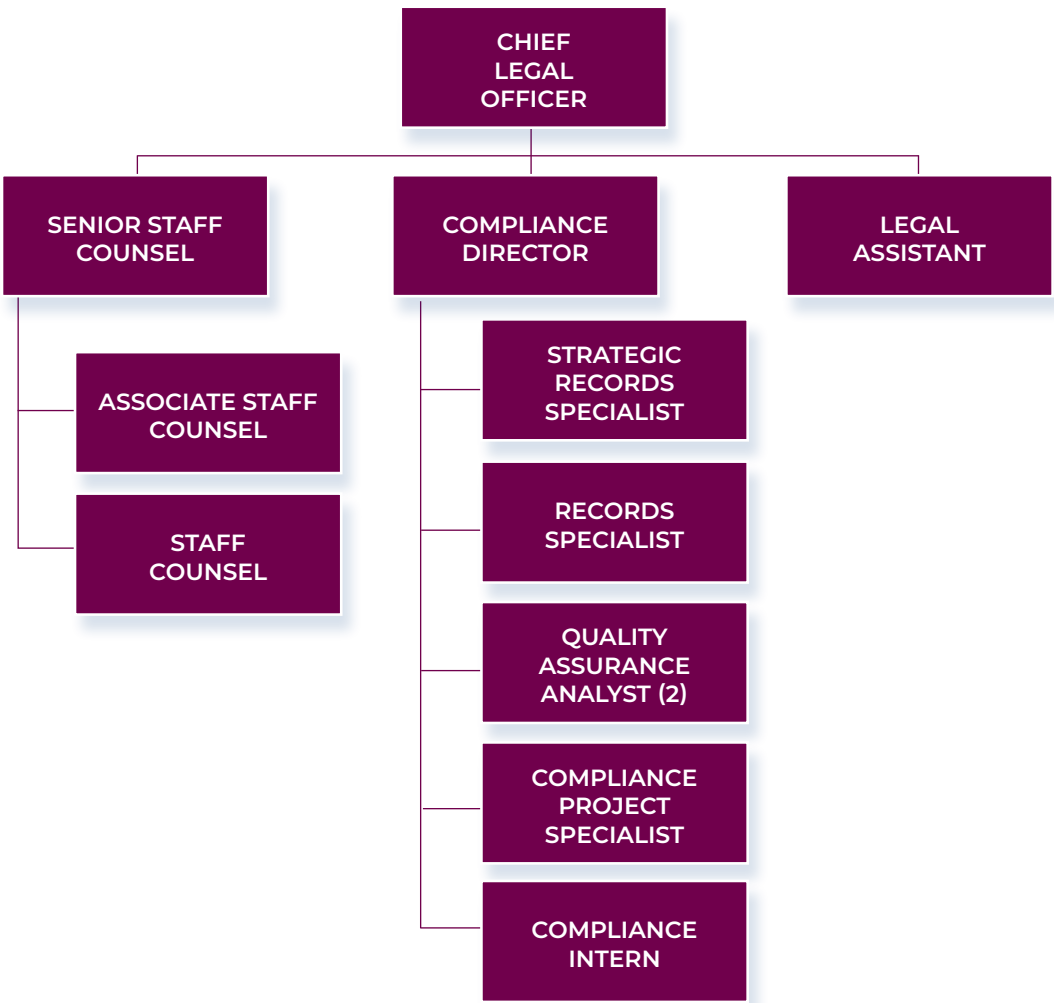 CHIEF
LEGAL
OFFICER
SENIOR STAFF
COUNSEL
COMPLIANCE
DIRECTOR
LEGAL
ASSISTANT
ASSOCIATE STAFF
COUNSEL
STAFF
COUNSEL
STRATEGIC
RECORDS
SPECIALIST
RECORDS
SPECIALIST
QUALITY
ASSURANCE
ANALYST (2)
COMPLIANCE
PROJECT
SPECIALIST
COMPLIANCE
INTERN